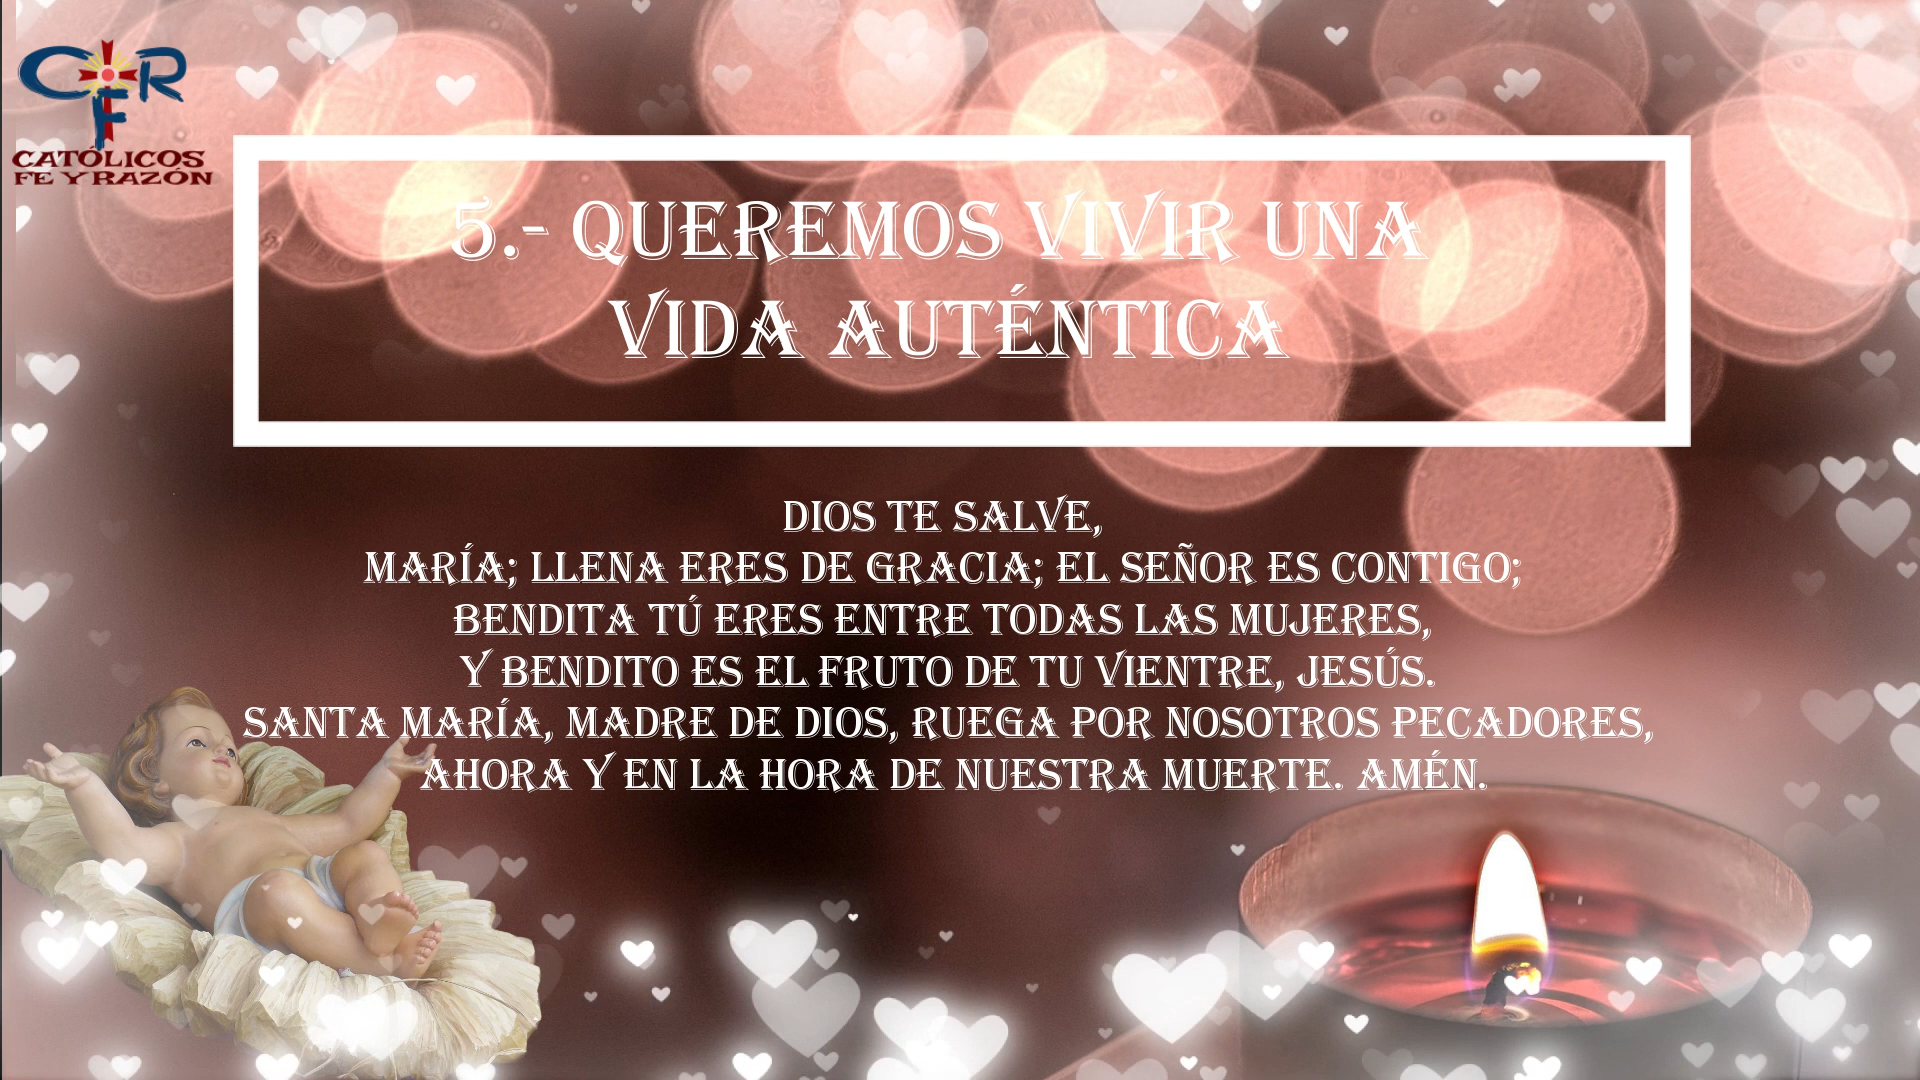 CFR
CATÓLICOS
FE Y RAZÓN
5.- QUEREMOS VIVIR UNA
VIDA AUTÉNTICA
DIOS TE SALVE,
MARÍA; LLENA ERES DE GRACIA; EL SEÑOR ES CONTIGO;
BENDITA TÚ ERES ENTRE TODAS LAS MUJERES,
Y BENDITO ES EL FRUTO DE TU VIENTRE, JESÚS.
SANTA MARÍA, MADRE DE DIOS, RUEGA POR NOSOTROS PECADORES,
AHORA Y EN LA HORA DE NUESTRA MUERTE. AMÉN.